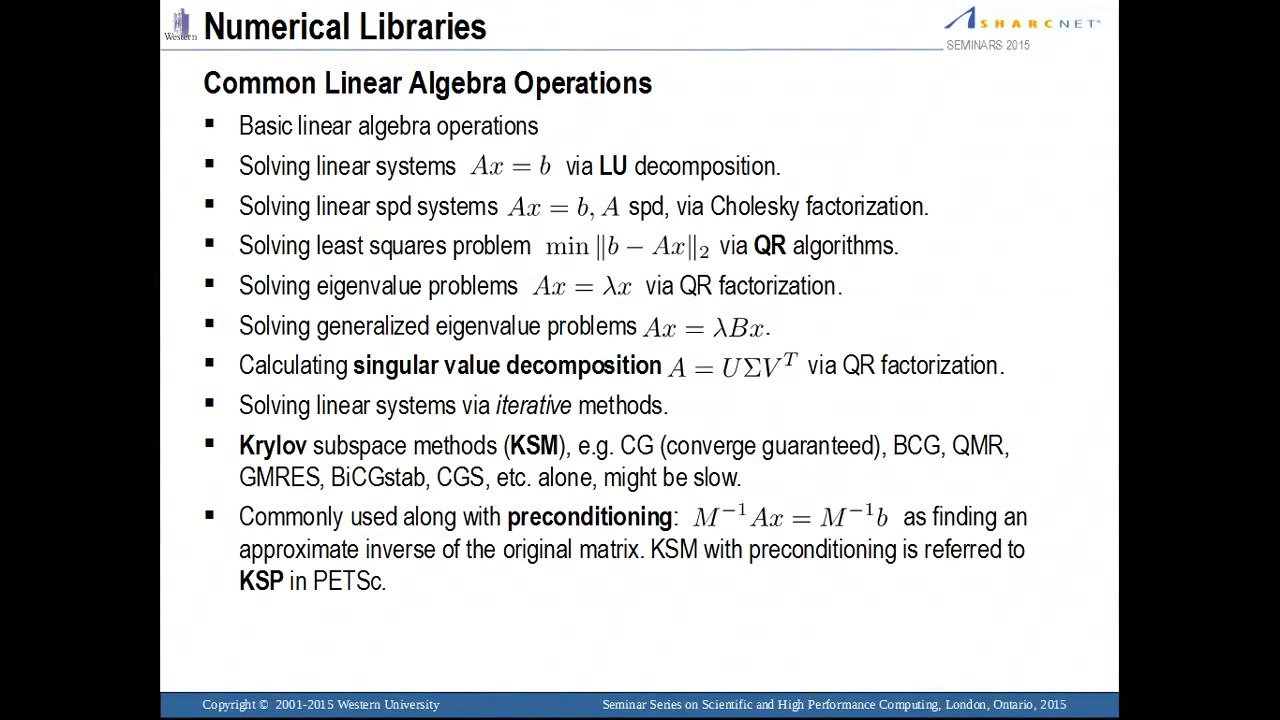 Western
Numerical Libraries
SHARCNET
SEMINARS 2015
Common Linear Algebra Operations
▪ Basic linear algebra operations
▪ Solving linear systems Ax = b via LU decomposition.
▪ Solving linear spd systems Ax = b, A spd, via Cholesky factorization.
▪ Solving least squares problem min ‖b − Ax‖₂ via QR algorithms.
▪ Solving eigenvalue problems Ax = λx via QR factorization.
▪ Solving generalized eigenvalue problems Ax = λBx.
▪ Calculating singular value decomposition A = UΣVᵀ via QR factorization.
▪ Solving linear systems via iterative methods.
▪ Krylov subspace methods (KSM), e.g. CG (converge guaranteed), BCG, QMR,
GMRES, BiCGstab, CGS, etc. alone, might be slow.
▪ Commonly used along with preconditioning: M⁻¹Ax = M⁻¹b as finding an
approximate inverse of the original matrix. KSM with preconditioning is referred to
KSP in PETSc.
Copyright © 2001-2015 Western University
Seminar Series on Scientific and High Performance Computing, London, Ontario, 2015